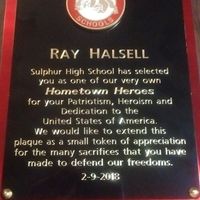 SCHOOLS
RAY HALSELL
Sulphur High School has selected
you as one of our very own
Hometown Heroes
for your Patriotism, Heroism and
Dedication to the
United States of America.
We would like to extend this
plaque as a small token of appreciation
for the many sacrifices that you have
made to defend our freedoms.
2-9-2018